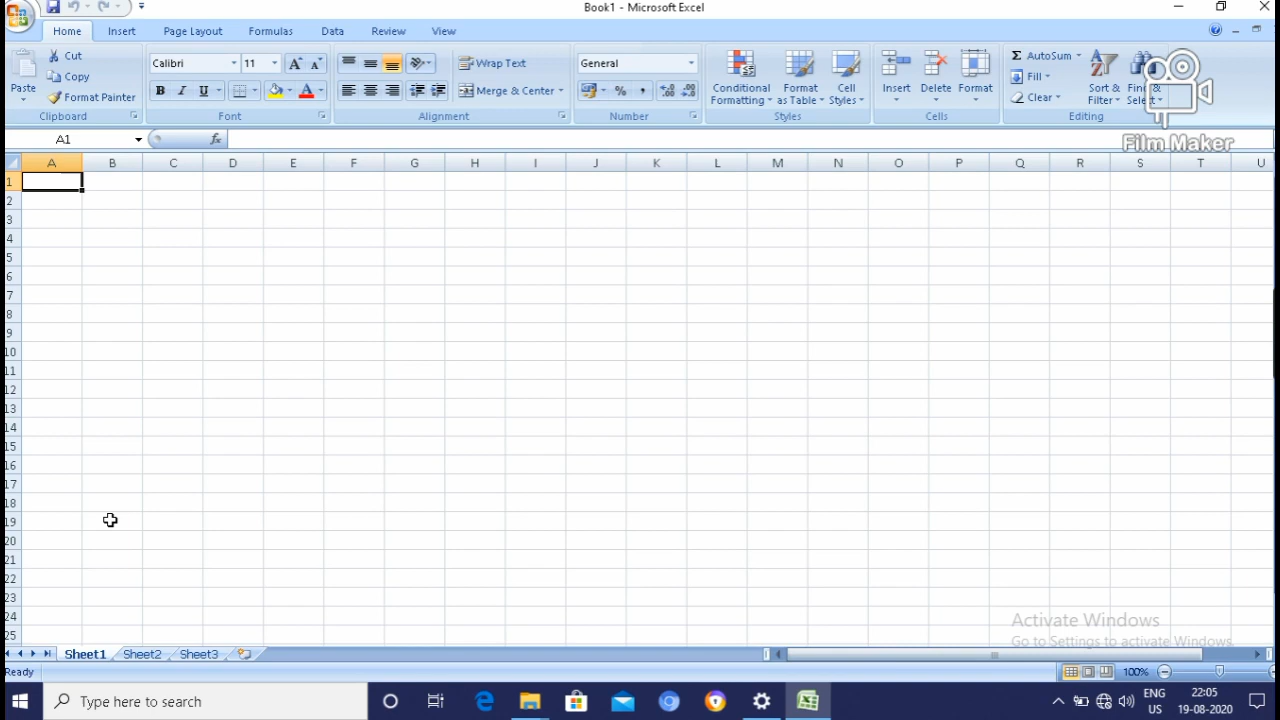 Book1 - Microsoft Excel
Home Insert Page Layout Formulas Data Review View
Paste
Cut
Copy
Format Painter
Clipboard
Calibri 11
B I U
Font
Wrap Text
Merge & Center
Alignment
General
% ,
Number
Conditional Formatting
Format as Table
Cell Styles
Styles
Insert
Delete
Format
Cells
AutoSum
Fill
Clear
Sort & Filter
Find & Select
Editing
Film Maker
A1
fx
A B C D E F G H I J K L M N O P Q R S T U
1
2
3
4
5
6
7
8
9
10
11
12
13
14
15
16
17
18
19
20
21
22
23
24
25
Activate Windows
Go to Settings to activate Windows.
Sheet1 Sheet2 Sheet3
Ready
100%
Type here to search
ENG
US
22:05
19-08-2020